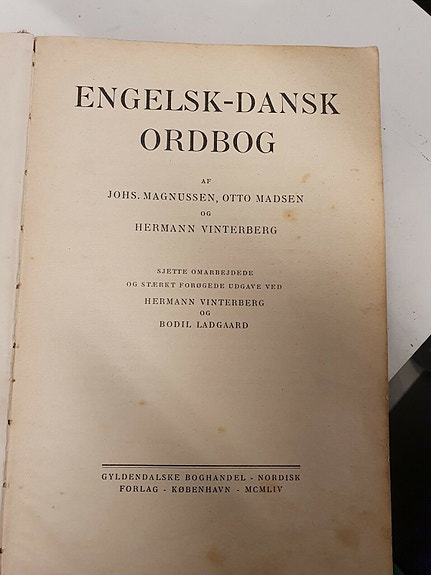 ENGELSK-DANSK
ORDBOG
AF
JOHS. MAGNUSSEN, OTTO MADSEN
OG
HERMANN VINTERBERG
SJETTE OMARBEJDEDE
OG STÆRKT FORØGEDE UDGAVE VED
HERMANN VINTERBERG
OG
BODIL LADGAARD
GYLDENDALSKE BOGHANDEL - NORDISK
FORLAG - KØBENHAVN - MCMLIV